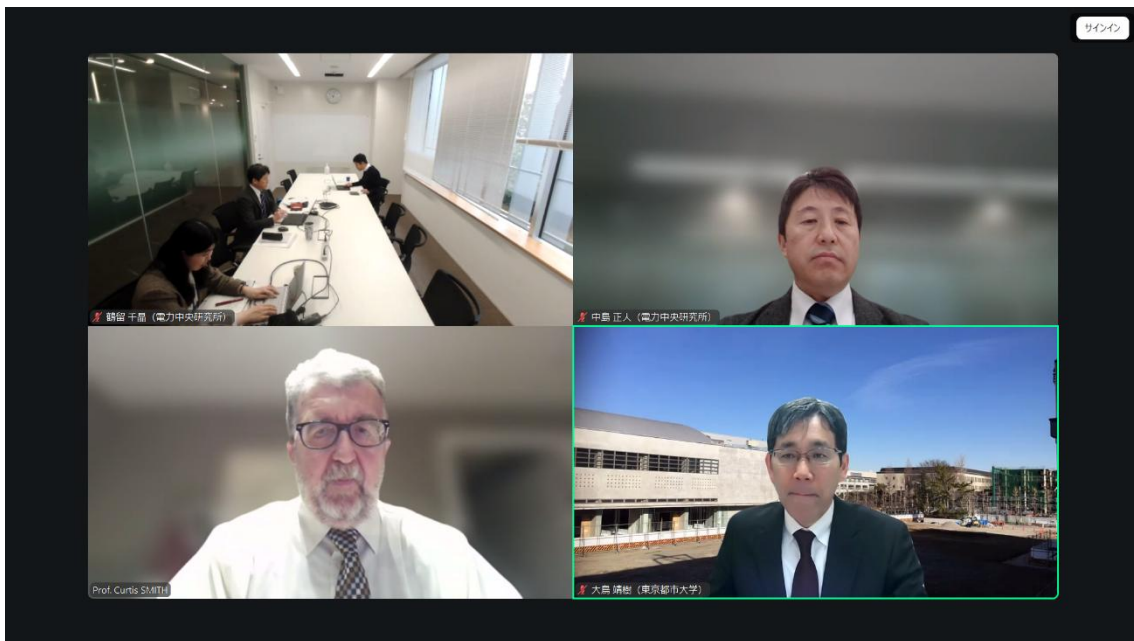 サインイン
鶴留 千晶（電力中央研究所）
中島 正人（電力中央研究所）
Prof. Curtis SMITH
大鳥 靖樹（東京都市大学）